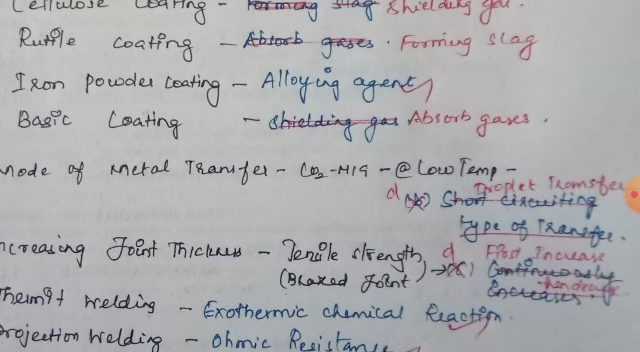 Cellulose Coating - Forming slag Shielding gas.
Rutile coating - Absorb gases. Forming Slag
Iron Powder coating - Alloying agent
Basic Coating - Shielding gas Absorb gases.
Mode of Metal Transfer - CO2-MIG - @ Low Temp -
Droplet Transfer
d Short circuiting
type of Transfer.
Increasing Joint Thickness - Tensile strength d First Increase
(Brazed Joint) → Continuously
Increases.
Thermit Welding - Exothermic chemical Reaction.
Projection Welding - Ohmic Resistance